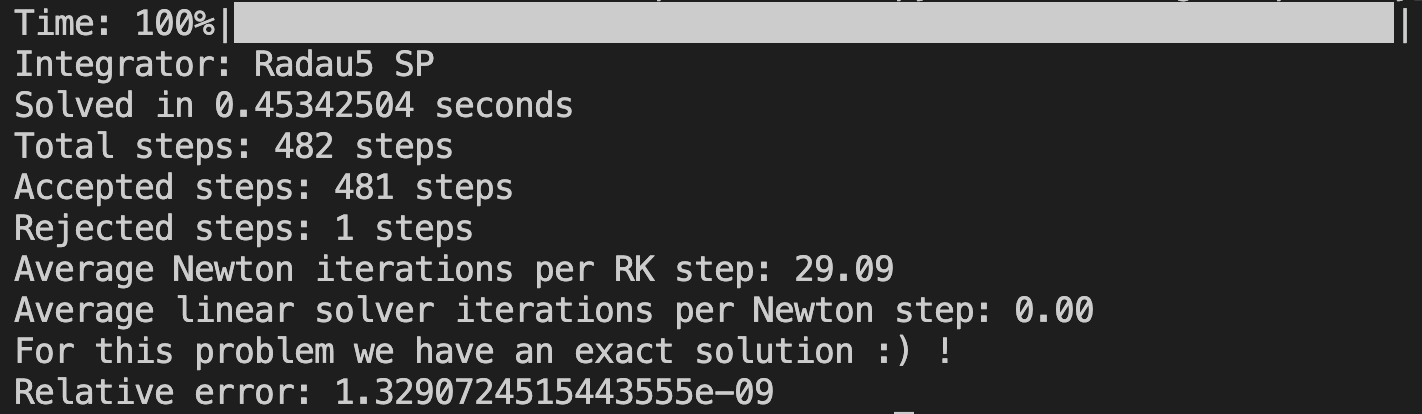 Time: 100%| |
Integrator: Radau5 SP
Solved in 0.45342504 seconds
Total steps: 482 steps
Accepted steps: 481 steps
Rejected steps: 1 steps
Average Newton iterations per RK step: 29.09
Average linear solver iterations per Newton step: 0.00
For this problem we have an exact solution :) !
Relative error: 1.3290724515443555e-09